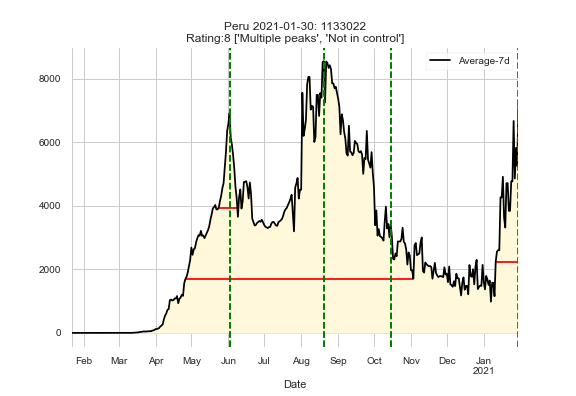 Peru 2021-01-30: 1133022
Rating:8 ['Multiple peaks', 'Not in control']
Average-7d
8000
6000
4000
2000
0
Feb Mar Apr May Jun Jul Aug Sep Oct Nov Dec Jan
2021
Date